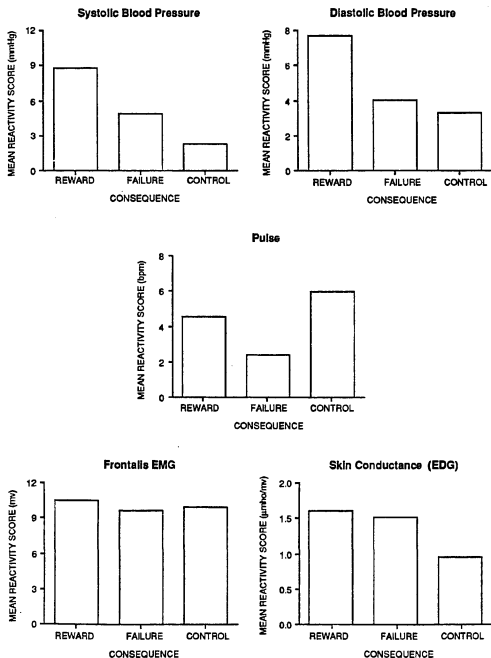 Systolic Blood Pressure
MEAN REACTIVITY SCORE (mmHg)
12
9
6
3
0
REWARD FAILURE CONTROL
CONSEQUENCE
Diastolic Blood Pressure
MEAN REACTIVITY SCORE (mmHg)
8
6
4
2
0
REWARD FAILURE CONTROL
CONSEQUENCE
Pulse
MEAN REACTIVITY SCORE (bpm)
8
6
4
2
0
REWARD FAILURE CONTROL
CONSEQUENCE
Frontalis EMG
MEAN REACTIVITY SCORE (mv)
12
9
6
3
0
REWARD FAILURE CONTROL
CONSEQUENCE
Skin Conductance (EDG)
MEAN REACTIVITY SCORE (μmho/mv)
2.0
1.5
1.0
0.5
0.0
REWARD FAILURE CONTROL
CONSEQUENCE